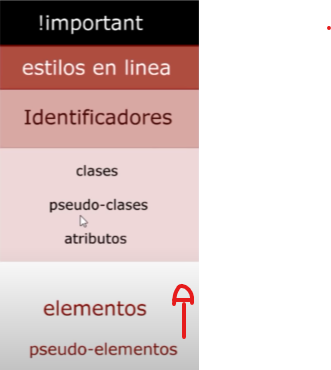 !important
estilos en linea
Identificadores
clases
pseudo-clases
atributos
elementos
pseudo-elementos